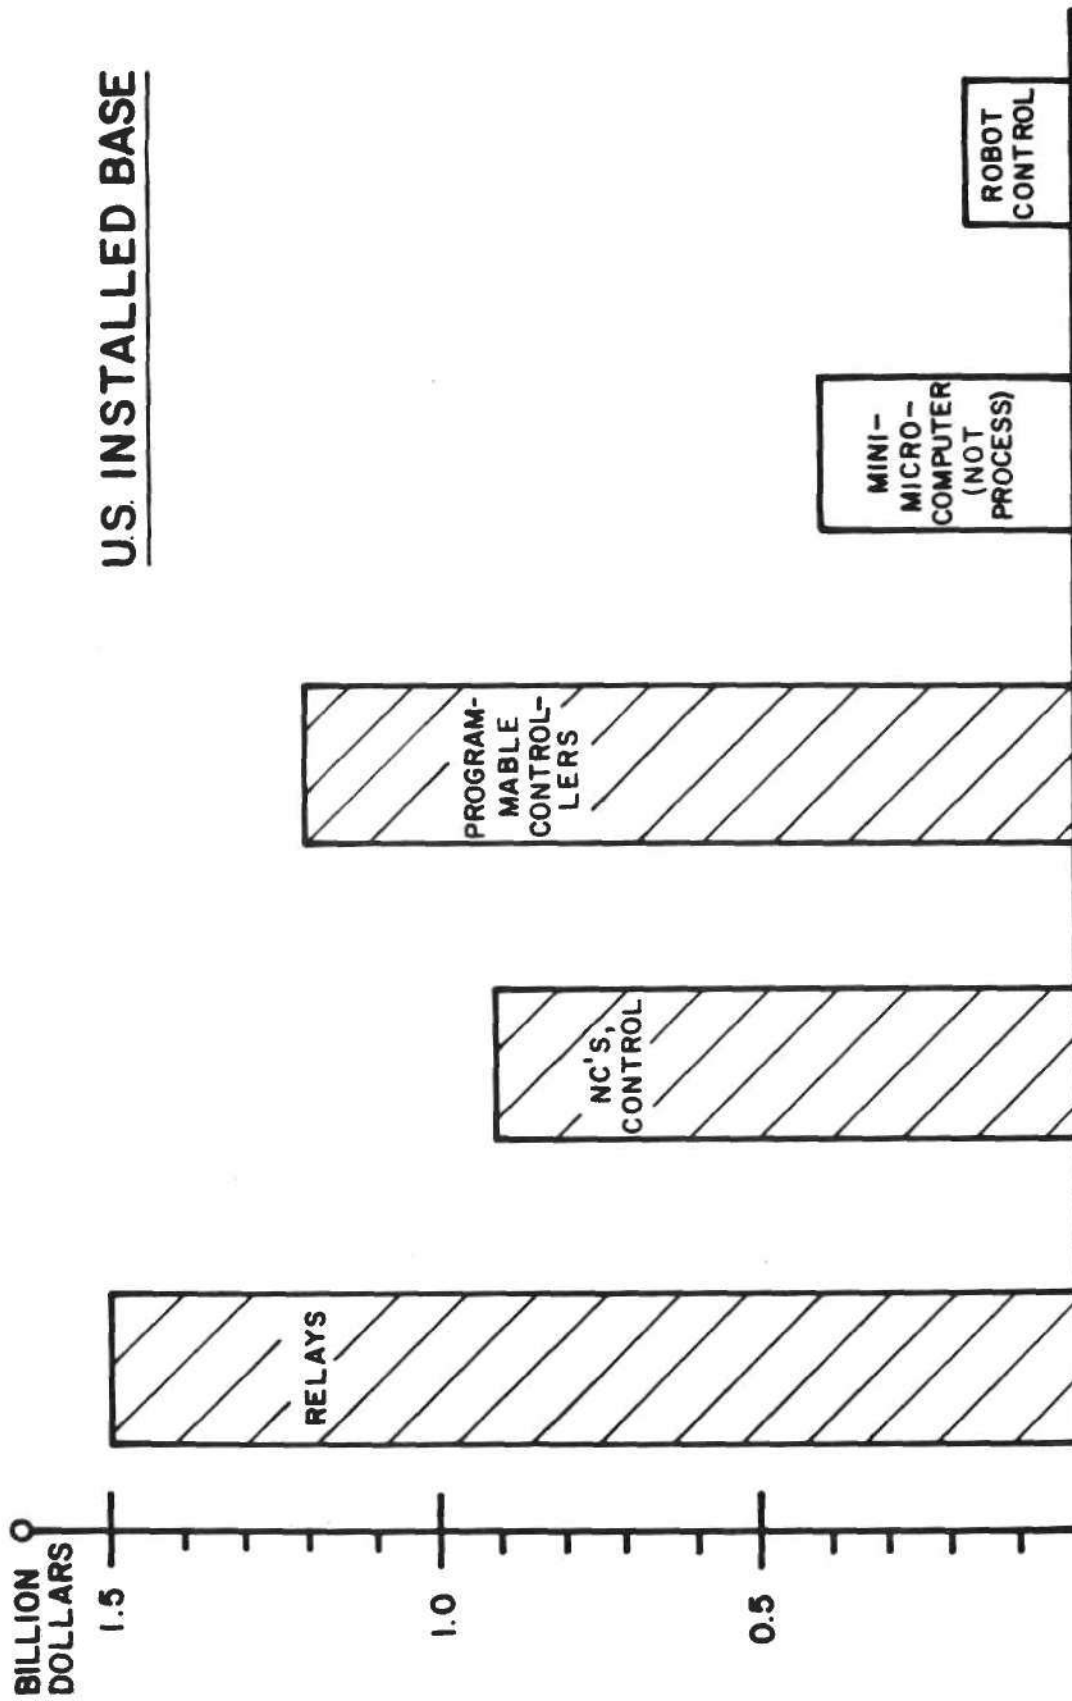 U.S. INSTALLED BASE
BILLION
DOLLARS
1.5
1.0
0.5
RELAYS
NC'S,
CONTROL
PROGRAM-
MABLE
CONTROL-
LERS
MINI-
MICRO-
COMPUTER
(NOT
PROCESS)
ROBOT
CONTROL